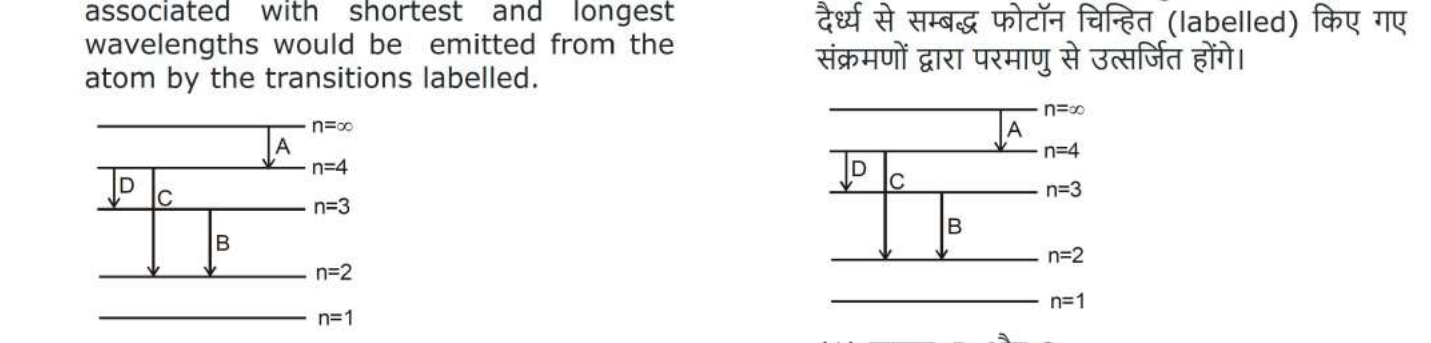 associated with shortest and longest
wavelengths would be emitted from the
atom by the transitions labelled.
n=∞
A
n=4
D
C
n=3
B
n=2
n=1
दैर्ध्य से सम्बद्ध फोटॉन चिन्हित (labelled) किए गए
संक्रमणों द्वारा परमाणु से उत्सर्जित होंगे।
n=∞
A
n=4
D
C
n=3
B
n=2
n=1